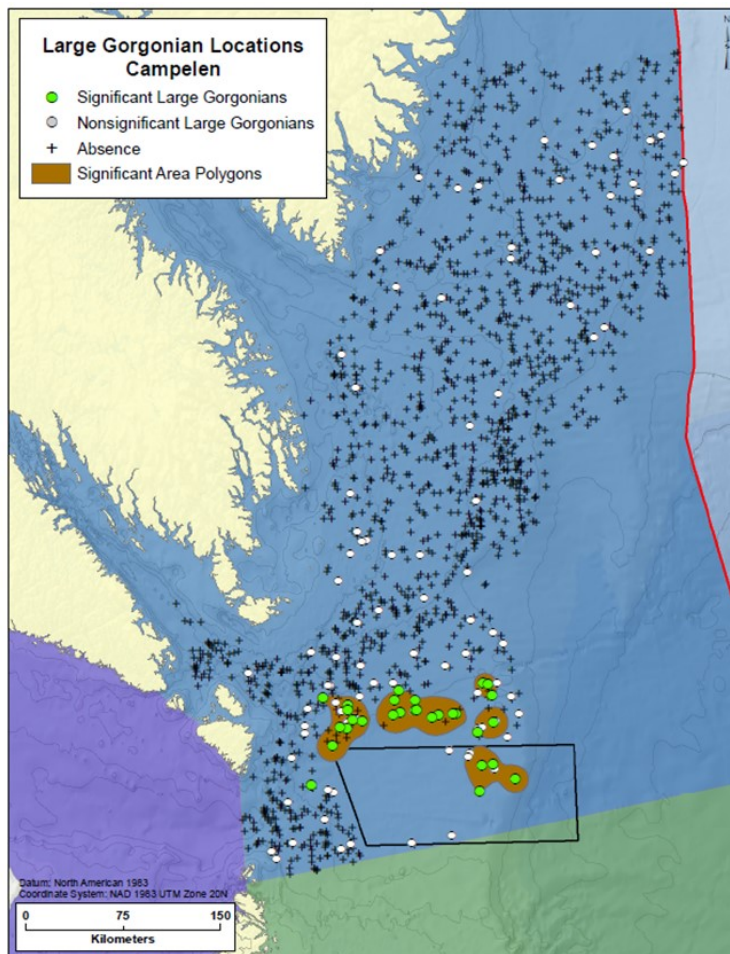 Large Gorgonian Locations
Campelen
Significant Large Gorgonians
Nonsignificant Large Gorgonians
Absence
Significant Area Polygons
N
Datum: North American 1983
Coordinate System: NAD 1983 UTM Zone 20N
0 75 150
Kilometers